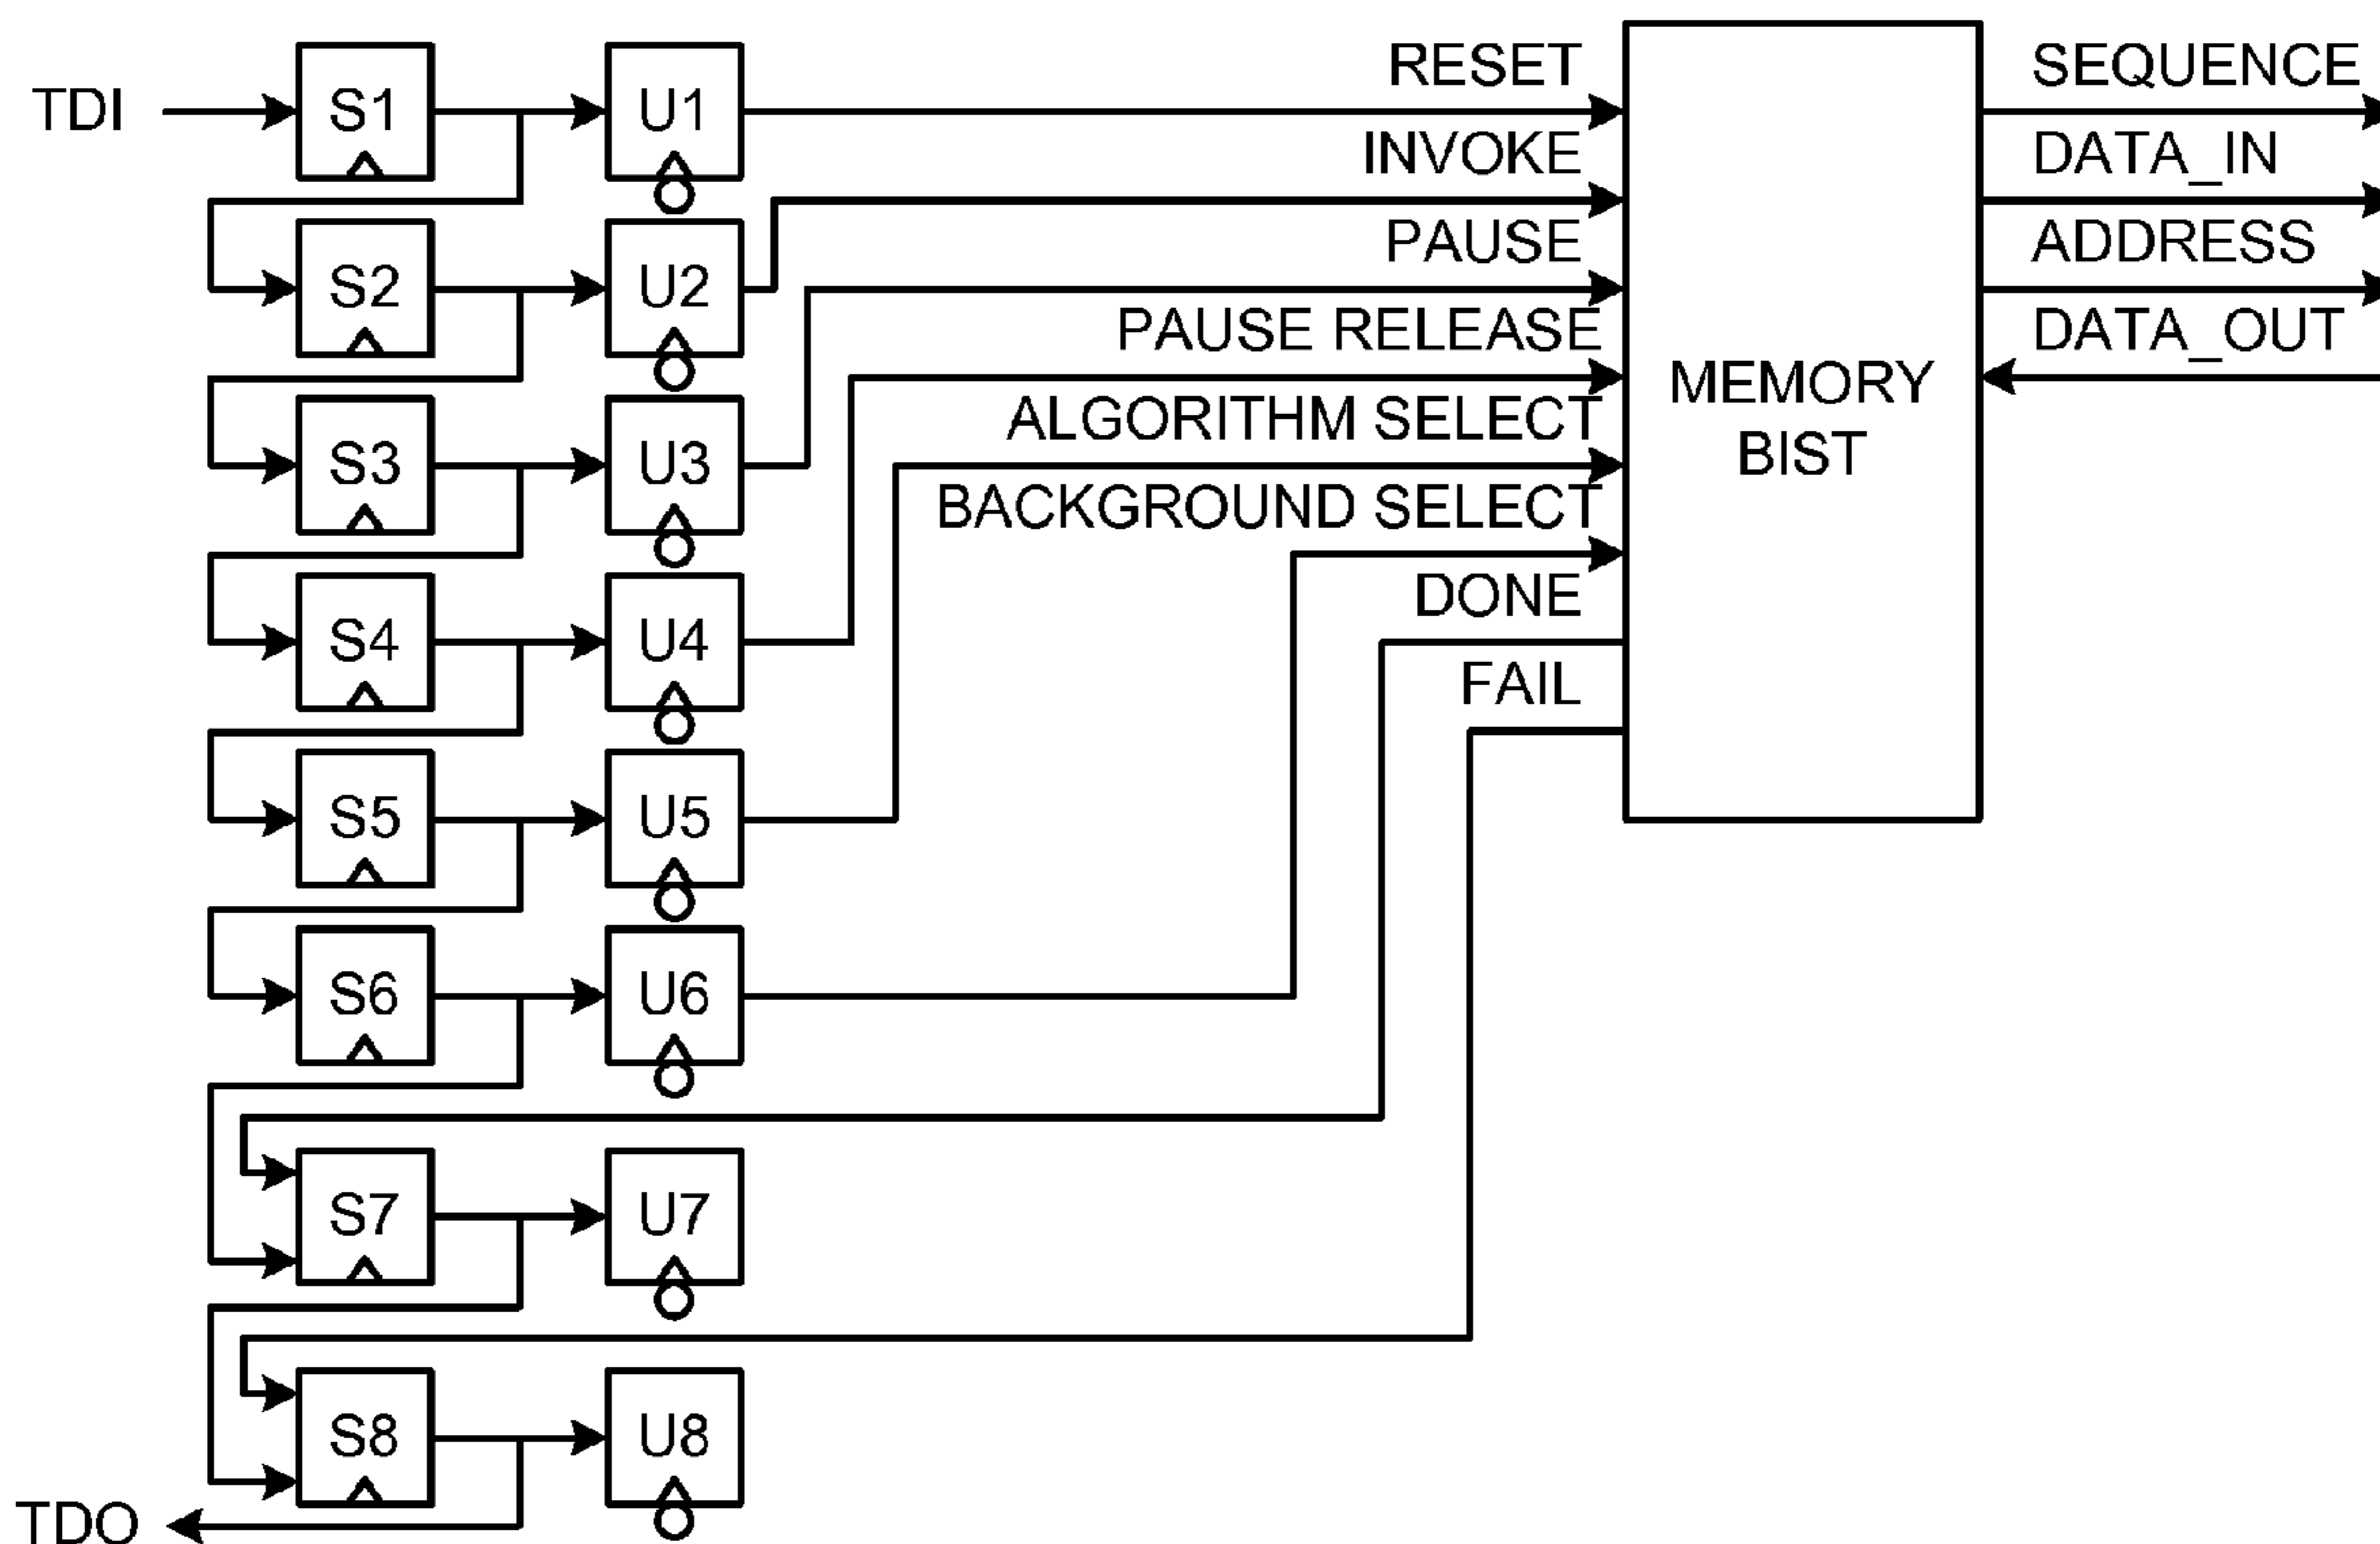 TDI
S1
U1
RESET
SEQUENCE
INVOKE
DATA_IN
S2
U2
PAUSE
ADDRESS
PAUSE RELEASE
DATA_OUT
MEMORY
BIST
S3
U3
ALGORITHM SELECT
BACKGROUND SELECT
S4
U4
DONE
FAIL
S5
U5
S6
U6
S7
U7
S8
U8
TDO